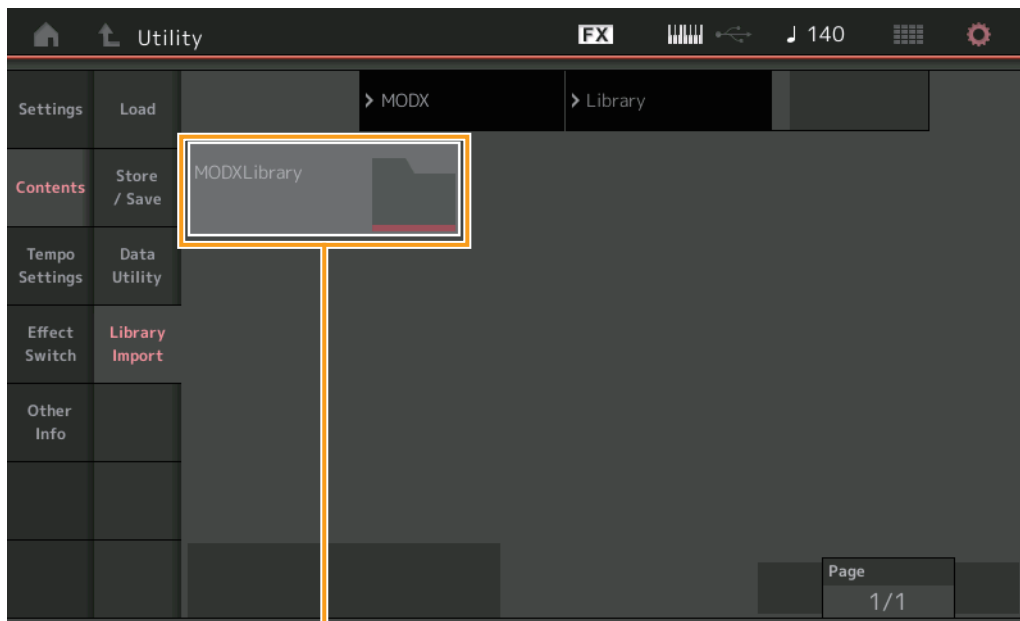 Utility
FX
140
Settings
Load
> MODX
> Library
Contents
Store
/ Save
MODXLibrary
Tempo
Settings
Data
Utility
Effect
Switch
Library
Import
Other
Info
Page
1/1